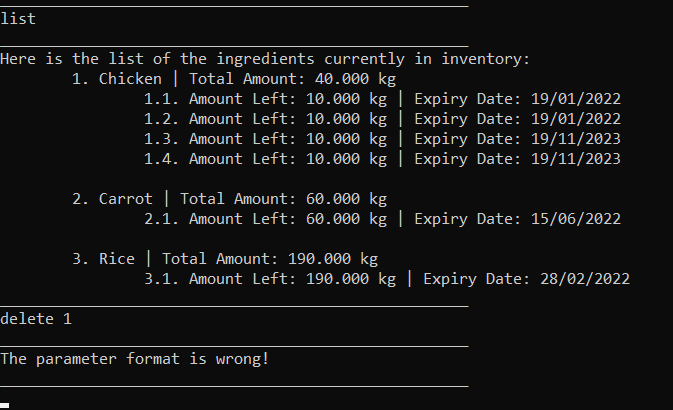 list
Here is the list of the ingredients currently in inventory:
1. Chicken | Total Amount: 40.000 kg
1.1. Amount Left: 10.000 kg | Expiry Date: 19/01/2022
1.2. Amount Left: 10.000 kg | Expiry Date: 19/01/2022
1.3. Amount Left: 10.000 kg | Expiry Date: 19/11/2023
1.4. Amount Left: 10.000 kg | Expiry Date: 19/11/2023
2. Carrot | Total Amount: 60.000 kg
2.1. Amount Left: 60.000 kg | Expiry Date: 15/06/2022
3. Rice | Total Amount: 190.000 kg
3.1. Amount Left: 190.000 kg | Expiry Date: 28/02/2022
delete 1
The parameter format is wrong!